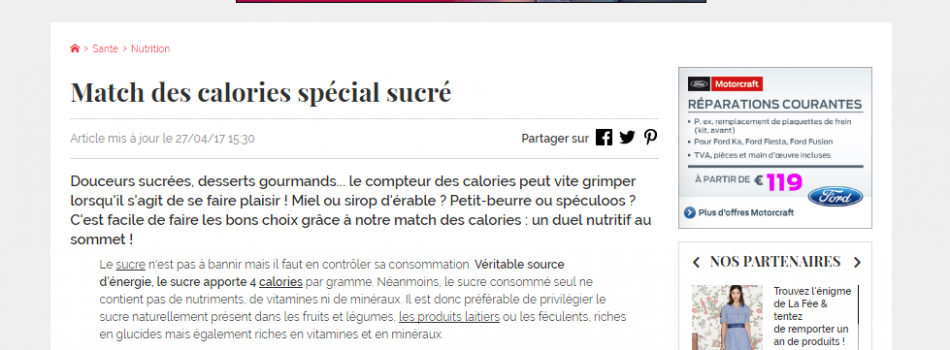 Santé > Nutrition
Match des calories spécial sucré
Article mis à jour le 27/04/17 15:30
Partager sur
Douceurs sucrées, desserts gourmands... le compteur des calories peut vite grimper
lorsqu'il s'agit de se faire plaisir ! Miel ou sirop d'érable ? Petit-beurre ou spéculoos ?
C'est facile de faire les bons choix grâce à notre match des calories : un duel nutritif au
sommet !
Le sucre n'est pas à bannir mais il faut en contrôler sa consommation. Véritable source
d'énergie, le sucre apporte 4 calories par gramme. Néanmoins, le sucre consommé seul ne
contient pas de nutriments, de vitamines ni de minéraux. Il est donc préférable de privilégier le
sucre naturellement présent dans les fruits et légumes, les produits laitiers ou les féculents, riches
en glucides mais également riches en vitamines et en minéraux.
Ford Motorcraft
RÉPARATIONS COURANTES
• P. ex. remplacement de plaquettes de frein
(kit, avant)
• Pour Ford Ka, Ford Fiesta, Ford Fusion
• TVA, pièces et main d'œuvre incluses
À PARTIR DE € 119
Ford
Plus d'offres Motorcraft
NOS PARTENAIRES
Trouvez l'énigme
de La Fée &
tentez
de remporter un
an de produits !